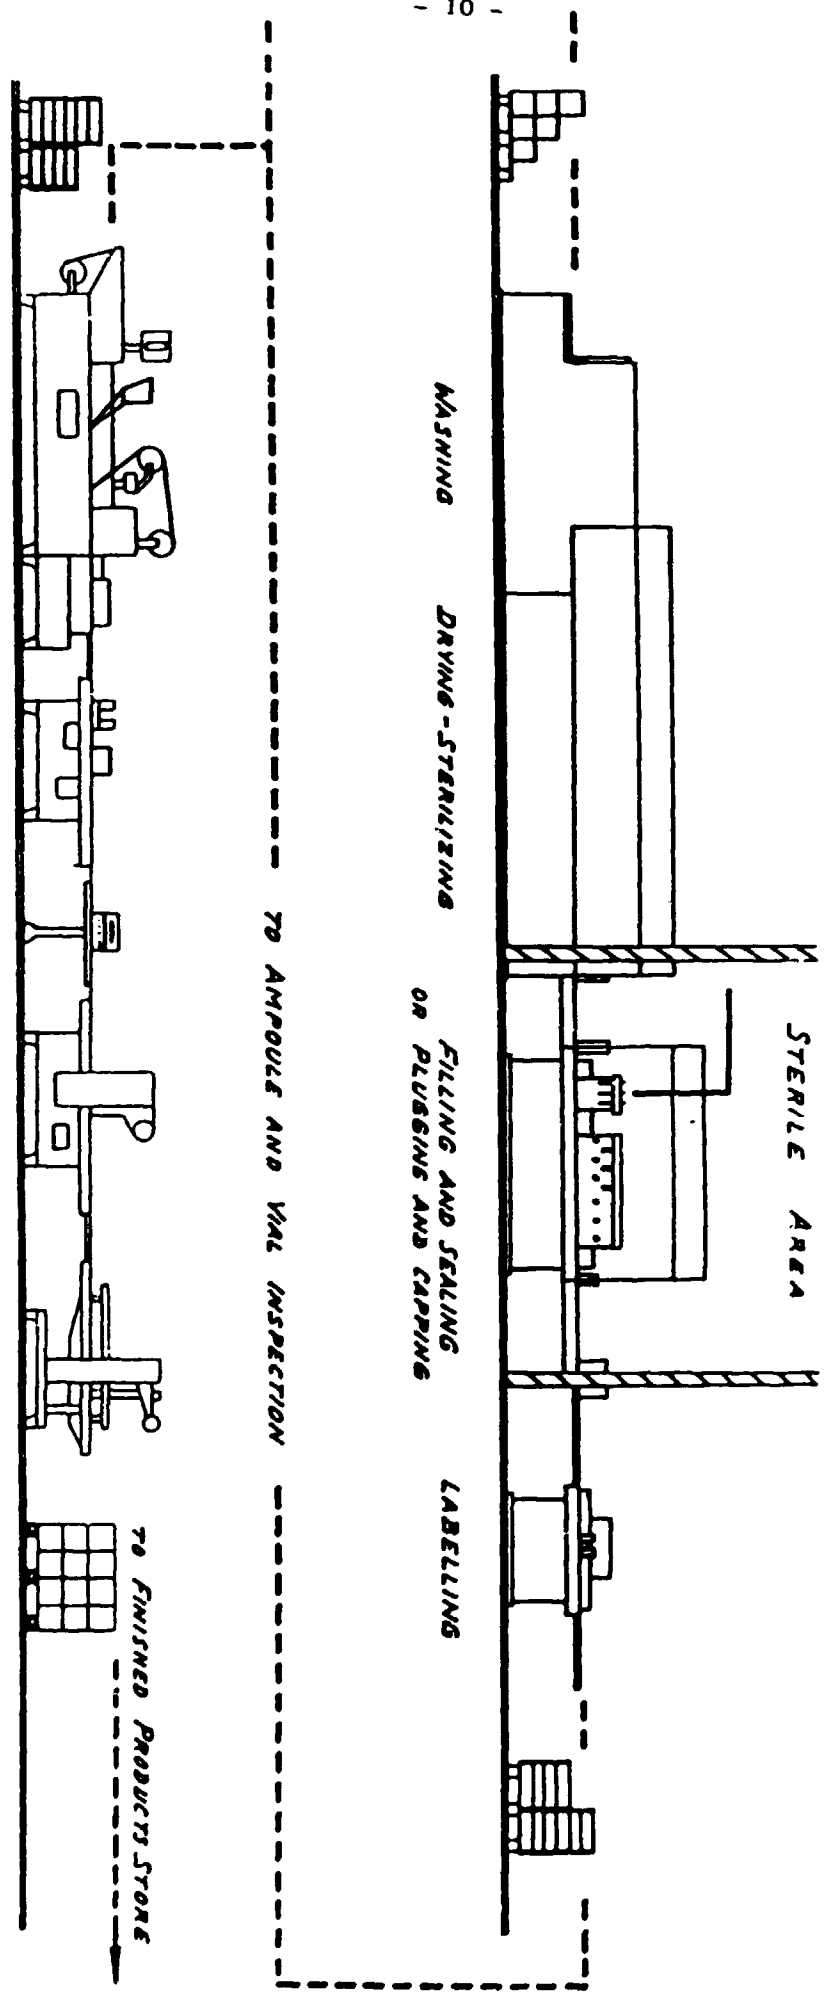 - 10 -
STERILE AREA
WASHING
DRYING-STERILIZING
FILLING AND SEALING
OR PLUGGING AND CAPPING
LABELLING
TO AMPOULE AND VIAL INSPECTION
TO FINISHED PRODUCTS STORE